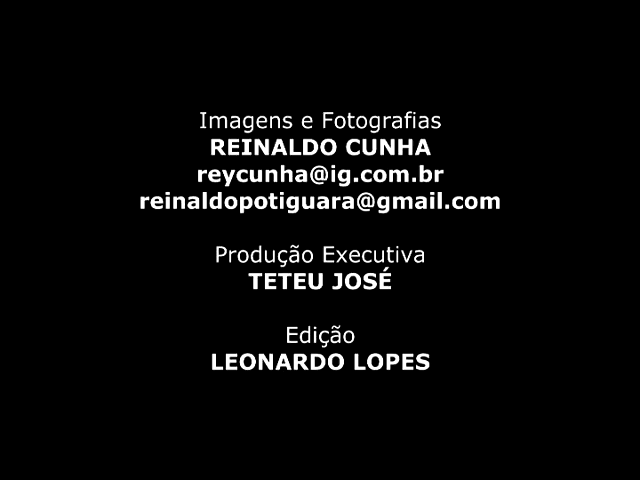 Imagens e Fotografias
REINALDO CUNHA
reycunha@ig.com.br
reinaldopotiguara@gmail.com
Produção Executiva
TETEU JOSÉ
Edição
LEONARDO LOPES